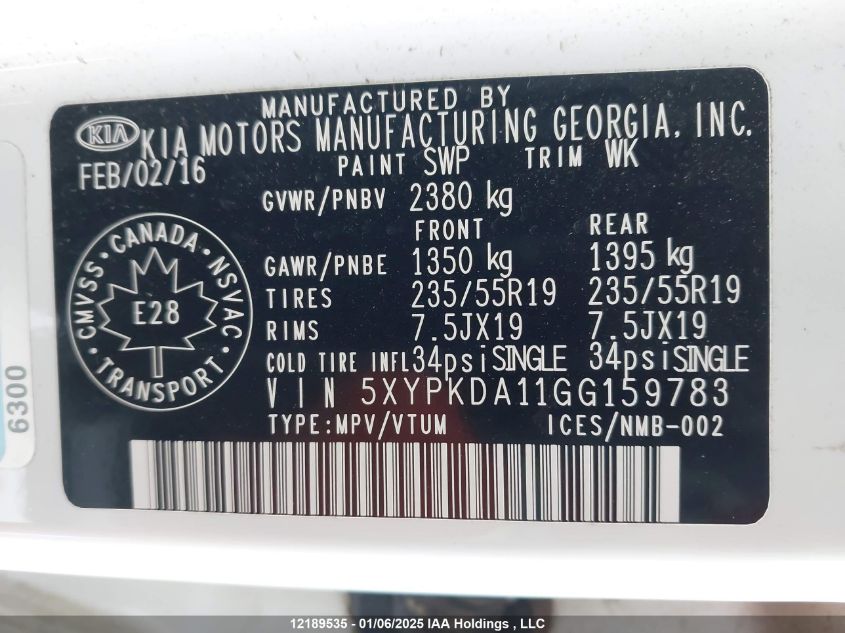 MANUFACTURED BY
KIA KIA MOTORS MANUFACTURING GEORGIA, INC.
FEB/02/16 PAINT SWP TRIM WK
GVWR/PNBV 2380 kg
FRONT REAR
GAWR/PNBE 1350 kg 1395 kg
TIRES 235/55R19 235/55R19
RIMS 7.5JX19 7.5JX19
COLD TIRE INFL 34psi SINGLE 34psi SINGLE
VIN 5XYPKDA11GG159783
TYPE:MPV/VTUM ICES/NMB-002
CMVSS · CANADA · NSVAC
E28
· TRANSPORT ·
6300
12189535 - 01/06/2025 IAA Holdings , LLC